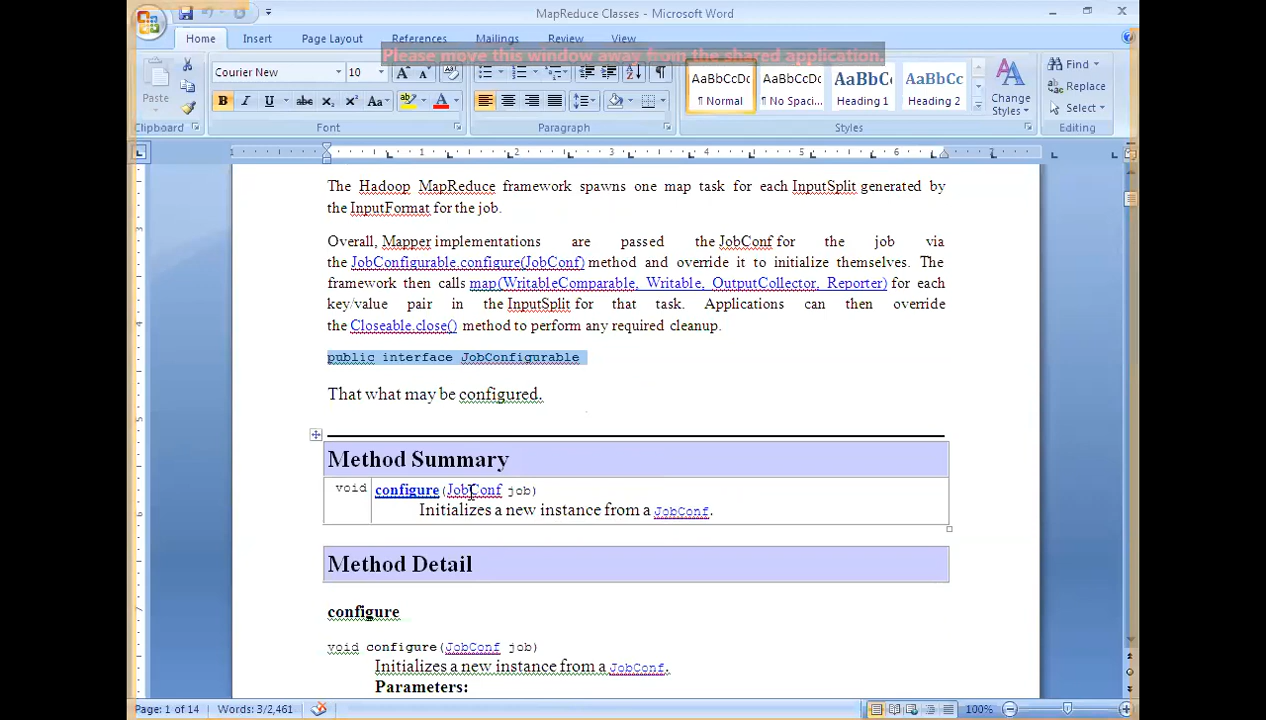 MapReduce Classes - Microsoft Word
Home Insert Page Layout References Mailings Review View
Please move this window away from the shared application.
Courier New 10
AaBbCcDc AaBbCcDc AaBbC AaBbCc
Paste
¶ Normal ¶ No Spaci... Heading 1 Heading 2
Change Styles
Find
Replace
Select
Clipboard Font Paragraph Styles Editing
The Hadoop MapReduce framework spawns one map task for each InputSplit generated by
the InputFormat for the job.
Overall, Mapper implementations are passed the JobConf for the job via
the JobConfigurable.configure(JobConf) method and override it to initialize themselves. The
framework then calls map(WritableComparable, Writable, OutputCollector, Reporter) for each
key/value pair in the InputSplit for that task. Applications can then override
the Closeable.close() method to perform any required cleanup.
public interface JobConfigurable
That what may be configured.
Method Summary
void configure(JobConf job)
Initializes a new instance from a JobConf.
Method Detail
configure
void configure(JobConf job)
Initializes a new instance from a JobConf.
Parameters:
Page: 1 of 14 Words: 3/2,461 100%